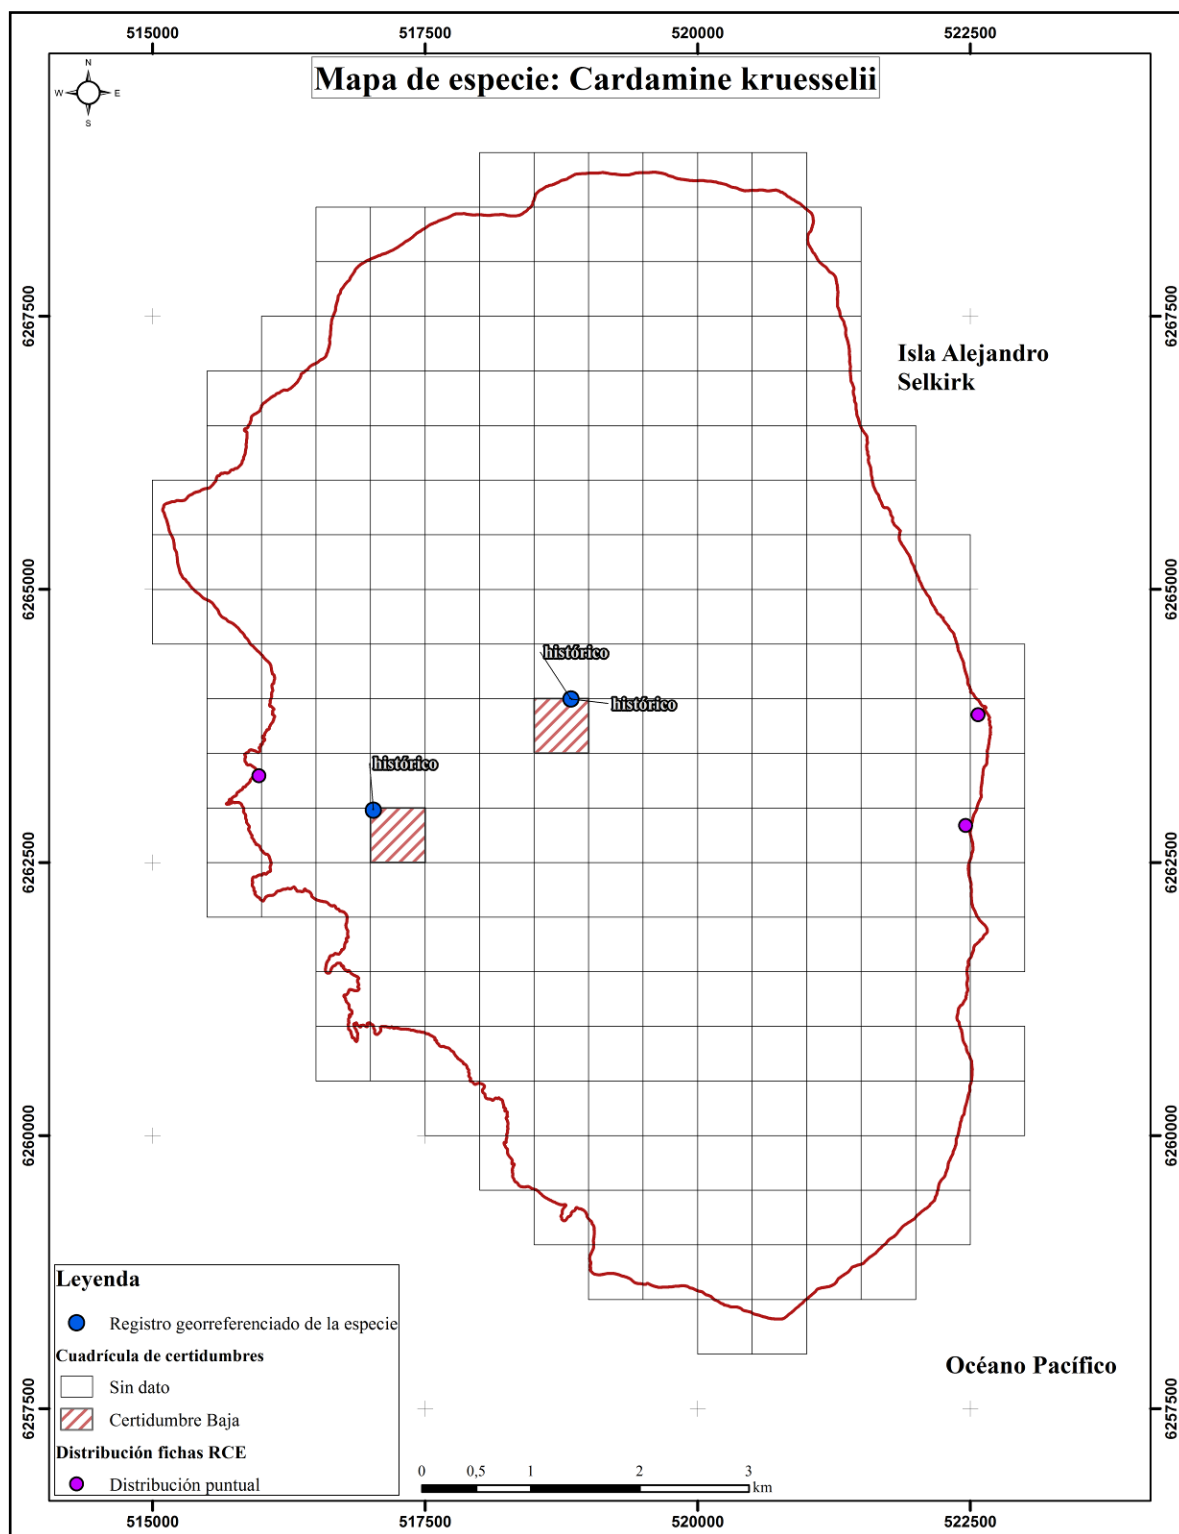 515000 517500 520000 522500
N
W E
S
Mapa de especie: Cardamine kruesselii
6267500 6267500
Isla Alejandro
Selkirk
6265000 6265000
histórico
histórico
histórico
6262500 6262500
6260000 6260000
Leyenda
Registro georreferenciado de la especie
Cuadrícula de certidumbres
Sin dato
Certidumbre Baja
Distribución fichas RCE
Distribución puntual
Océano Pacífico
6257500 6257500
0 0,5 1 2 3
km
515000 517500 520000 522500